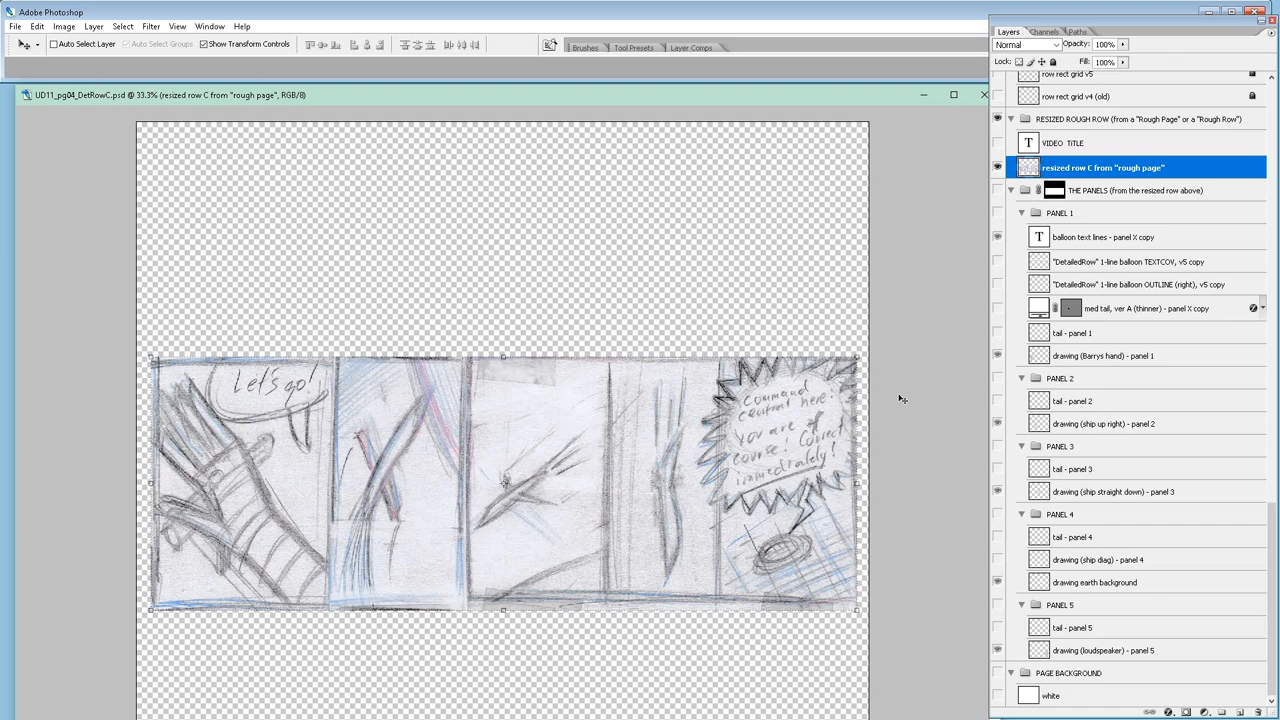 Adobe Photoshop
File Edit Image Layer Select Filter View Window Help
Auto Select Layer Auto Select Groups Show Transform Controls
Brushes Tool Presets Layer Comps
UD11_pg04_DetRowC.psd @ 33.3% (resized row C from "rough page", RGB/8)
Let's go!
Command
here!
You are off
course! Correct
immediately!
Layers Channels Paths
Normal Opacity: 100%
Lock: Fill: 100%
row rect grid v5
row rect grid v4 (old)
RESIZED ROUGH ROW (from a "Rough Page" or a "Rough Row")
T VIDEO TITLE
resized row C from "rough page"
THE PANELS (from the resized row above)
PANEL 1
T balloon text lines - panel X copy
"DetailedRow" 1-line balloon TEXTCOV, v5 copy
"DetailedRow" 1-line balloon OUTLINE (right), v5 copy
med tail, ver A (thinner) - panel X copy
tail - panel 1
drawing (Barrys hand) - panel 1
PANEL 2
tail - panel 2
drawing (ship up right) - panel 2
PANEL 3
tail - panel 3
drawing (ship straight down) - panel 3
PANEL 4
tail - panel 4
drawing (ship diag) - panel 4
drawing earth background
PANEL 5
tail - panel 5
drawing (loudspeaker) - panel 5
PAGE BACKGROUND
white